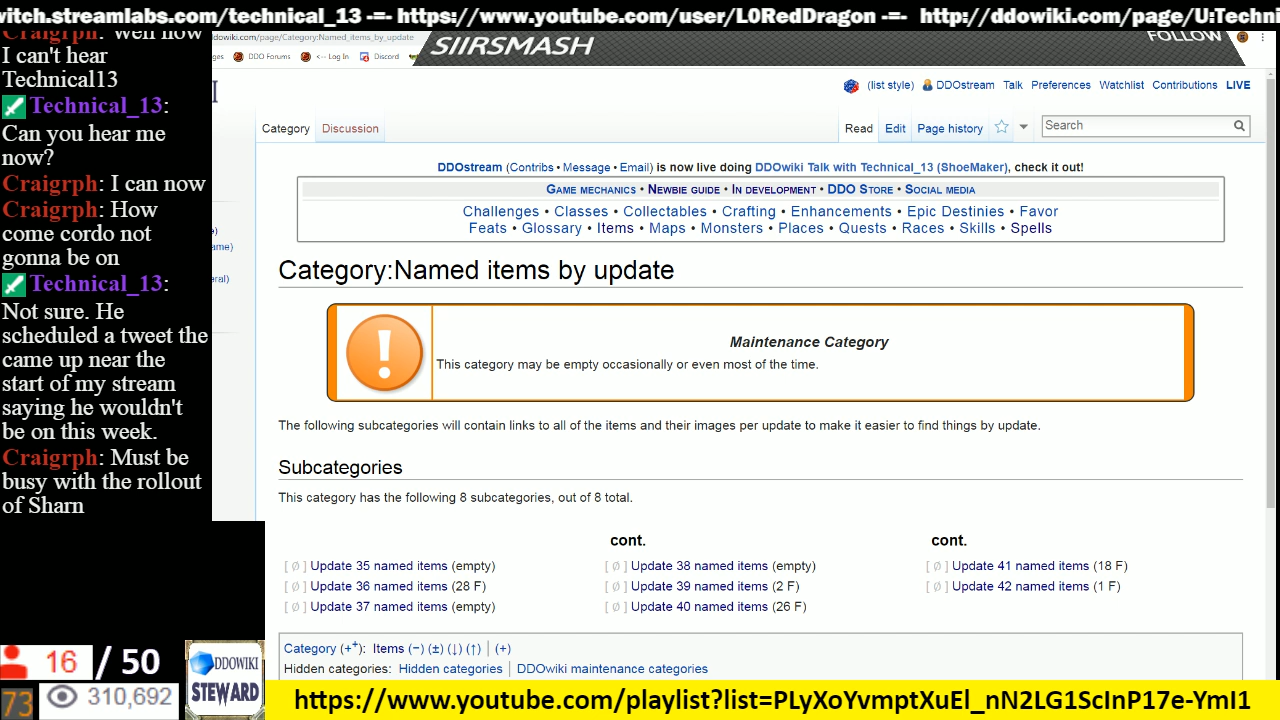 witch.streamlabs.com/technical_13 -=- https://www.youtube.com/user/L0RedDragon -=- http://ddowiki.com/page/U:Techni
Craigrph: Well now
I can't hear
Technical13
Technical_13:
Can you hear me
now?
Craigrph: I can now
Craigrph: How
come cordo not
gonna be on
Technical_13:
Not sure. He
scheduled a tweet the
came up near the
start of my stream
saying he wouldn't
be on this week.
Craigrph: Must be
busy with the rollout
of Sharn
16 / 50
73 310,692
DDOWIKI
STEWARD
ddowiki.com/page/Category:Named_items_by_update
SIIRSMASH
FOLLOW
ges DDO Forums <-- Log In Discord
(list style) DDOstream Talk Preferences Watchlist Contributions LIVE
Category Discussion Read Edit Page history Search
DDOstream (Contribs • Message • Email) is now live doing DDOwiki Talk with Technical_13 (ShoeMaker), check it out!
Game mechanics • Newbie guide • In development • DDO Store • Social media
Challenges • Classes • Collectables • Crafting • Enhancements • Epic Destinies • Favor
Feats • Glossary • Items • Maps • Monsters • Places • Quests • Races • Skills • Spells
e)
ame)
eral)
Category:Named items by update
!
Maintenance Category
This category may be empty occasionally or even most of the time.
The following subcategories will contain links to all of the items and their images per update to make it easier to find things by update.
Subcategories
This category has the following 8 subcategories, out of 8 total.
[ Ø ] Update 35 named items (empty)
[ Ø ] Update 36 named items (28 F)
[ Ø ] Update 37 named items (empty)
cont.
[ Ø ] Update 38 named items (empty)
[ Ø ] Update 39 named items (2 F)
[ Ø ] Update 40 named items (26 F)
cont.
[ Ø ] Update 41 named items (18 F)
[ Ø ] Update 42 named items (1 F)
Category (++): Items (−) (±) (↓) (↑) | (+)
Hidden categories: Hidden categories | DDOwiki maintenance categories
https://www.youtube.com/playlist?list=PLyXoYvmptXuEl_nN2LG1ScInP17e-YmI1